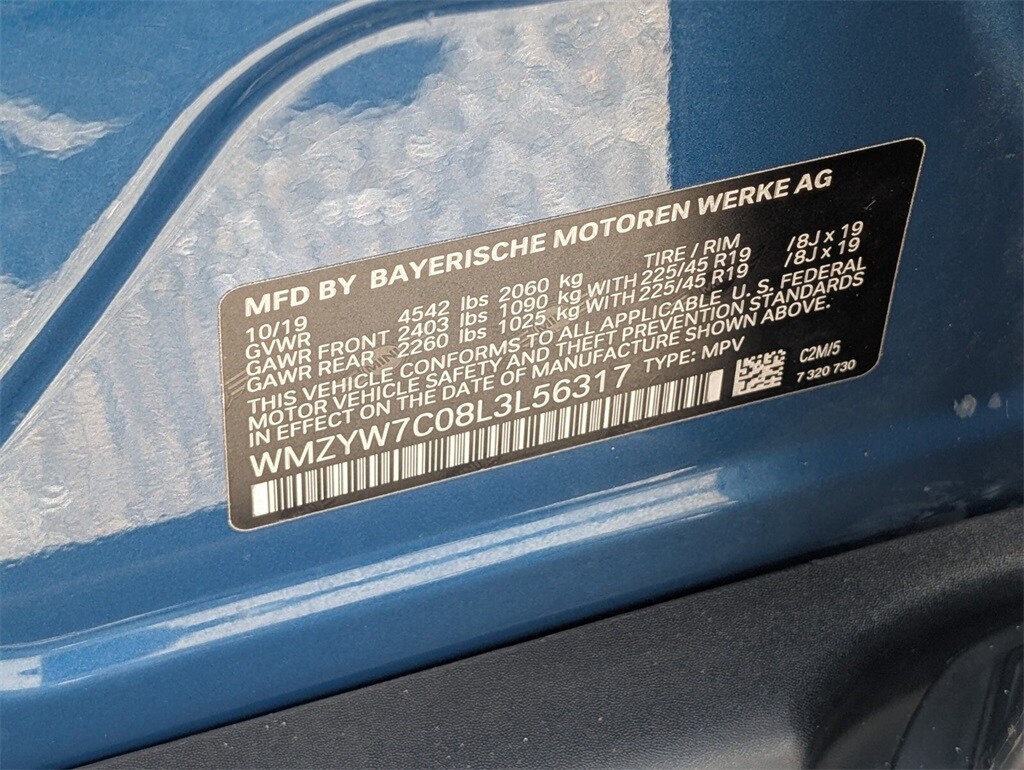 MFD BY BAYERISCHE MOTOREN WERKE AG
10/19 TIRE / RIM
GVWR 4542 lbs 2060 kg
GAWR FRONT 2403 lbs 1090 kg WITH 225/45 R19 /8J x 19
GAWR REAR 2260 lbs 1025 kg WITH 225/45 R19 /8J x 19
THIS VEHICLE CONFORMS TO ALL APPLICABLE U. S. FEDERAL
MOTOR VEHICLE SAFETY AND THEFT PREVENTION STANDARDS
IN EFFECT ON THE DATE OF MANUFACTURE SHOWN ABOVE.
WMZYW7C08L3L56317 TYPE: MPV C2M/5
7 320 730